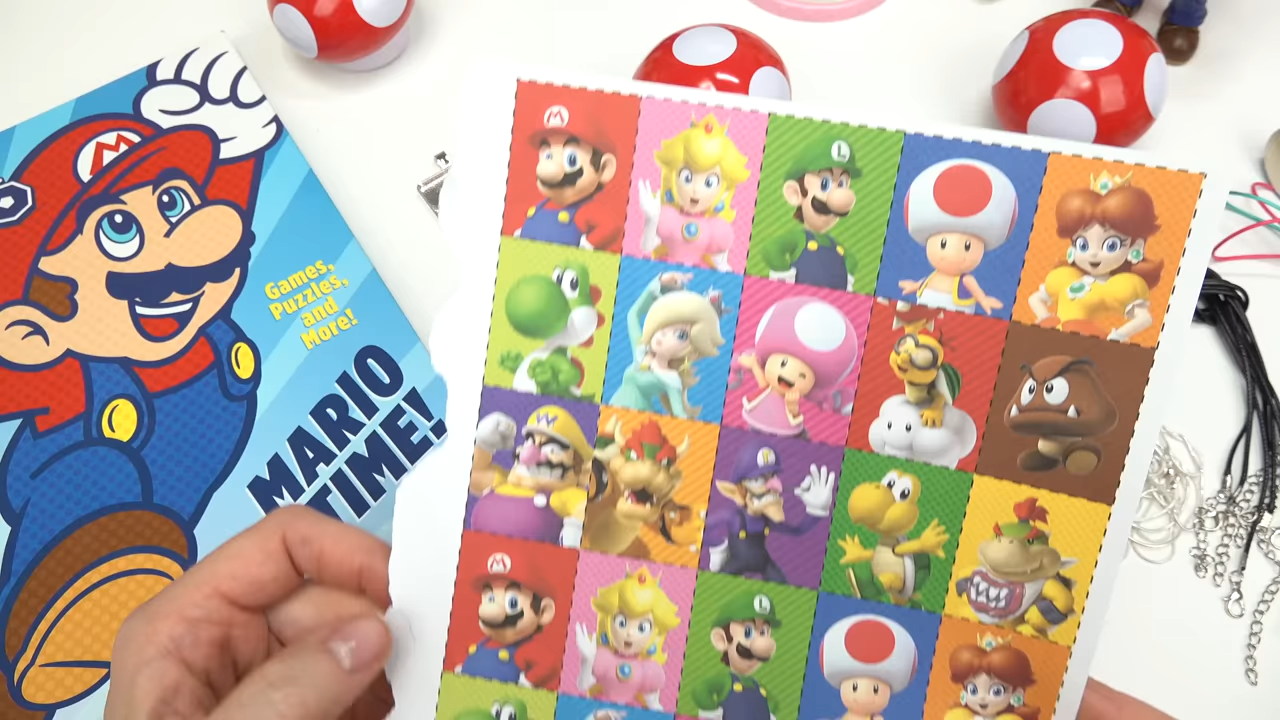 M
Games,
Puzzles,
and
More!
MARIO
TIME!
M
L
M
L